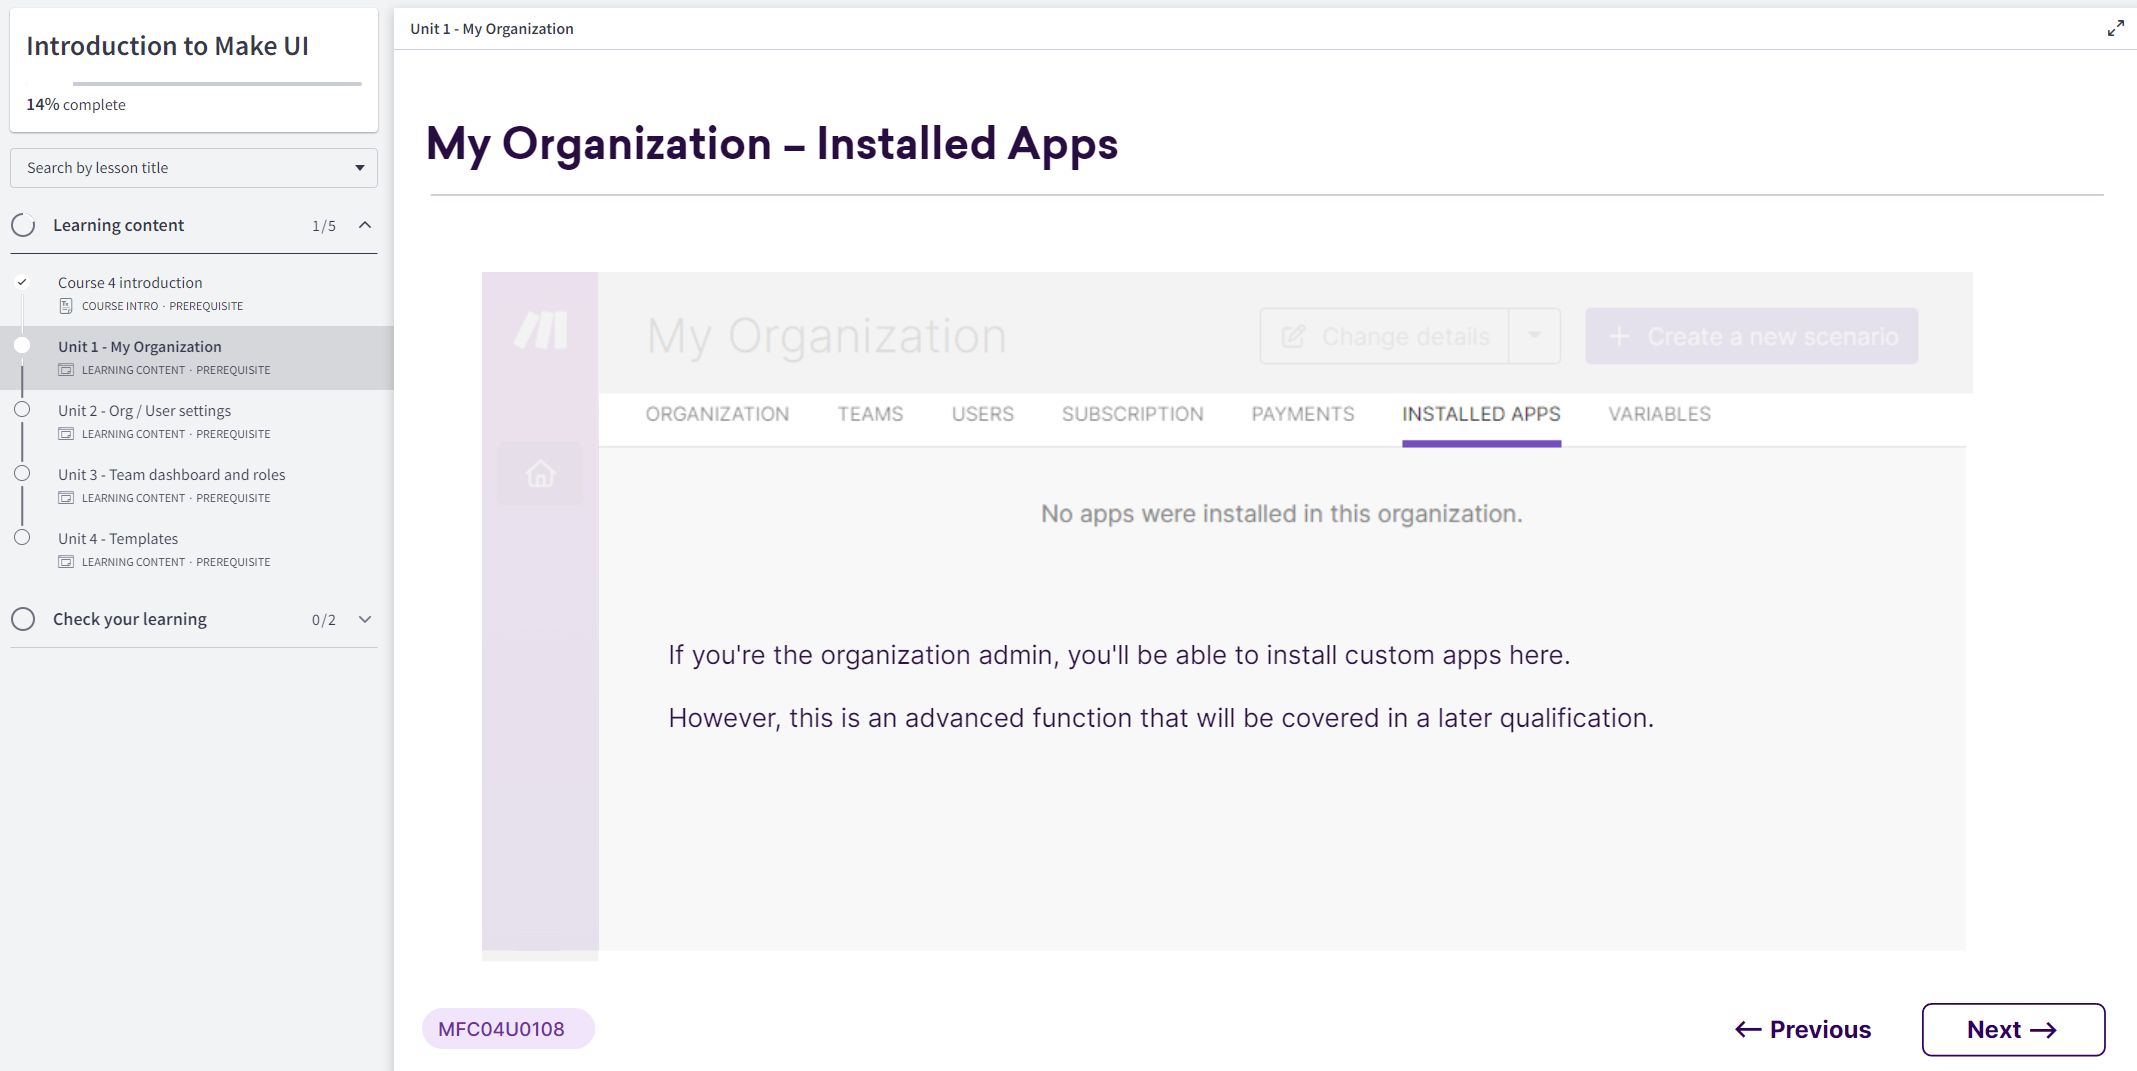 Introduction to Make UI
14% complete
Search by lesson title
Learning content 1/5
Course 4 introduction
COURSE INTRO · PREREQUISITE
Unit 1 - My Organization
LEARNING CONTENT · PREREQUISITE
Unit 2 - Org / User settings
LEARNING CONTENT · PREREQUISITE
Unit 3 - Team dashboard and roles
LEARNING CONTENT · PREREQUISITE
Unit 4 - Templates
LEARNING CONTENT · PREREQUISITE
Check your learning 0/2
Unit 1 - My Organization
My Organization – Installed Apps
My Organization Change details + Create a new scenario
ORGANIZATION TEAMS USERS SUBSCRIPTION PAYMENTS INSTALLED APPS VARIABLES
No apps were installed in this organization.
If you're the organization admin, you'll be able to install custom apps here.
However, this is an advanced function that will be covered in a later qualification.
MFC04U0108
← Previous Next →